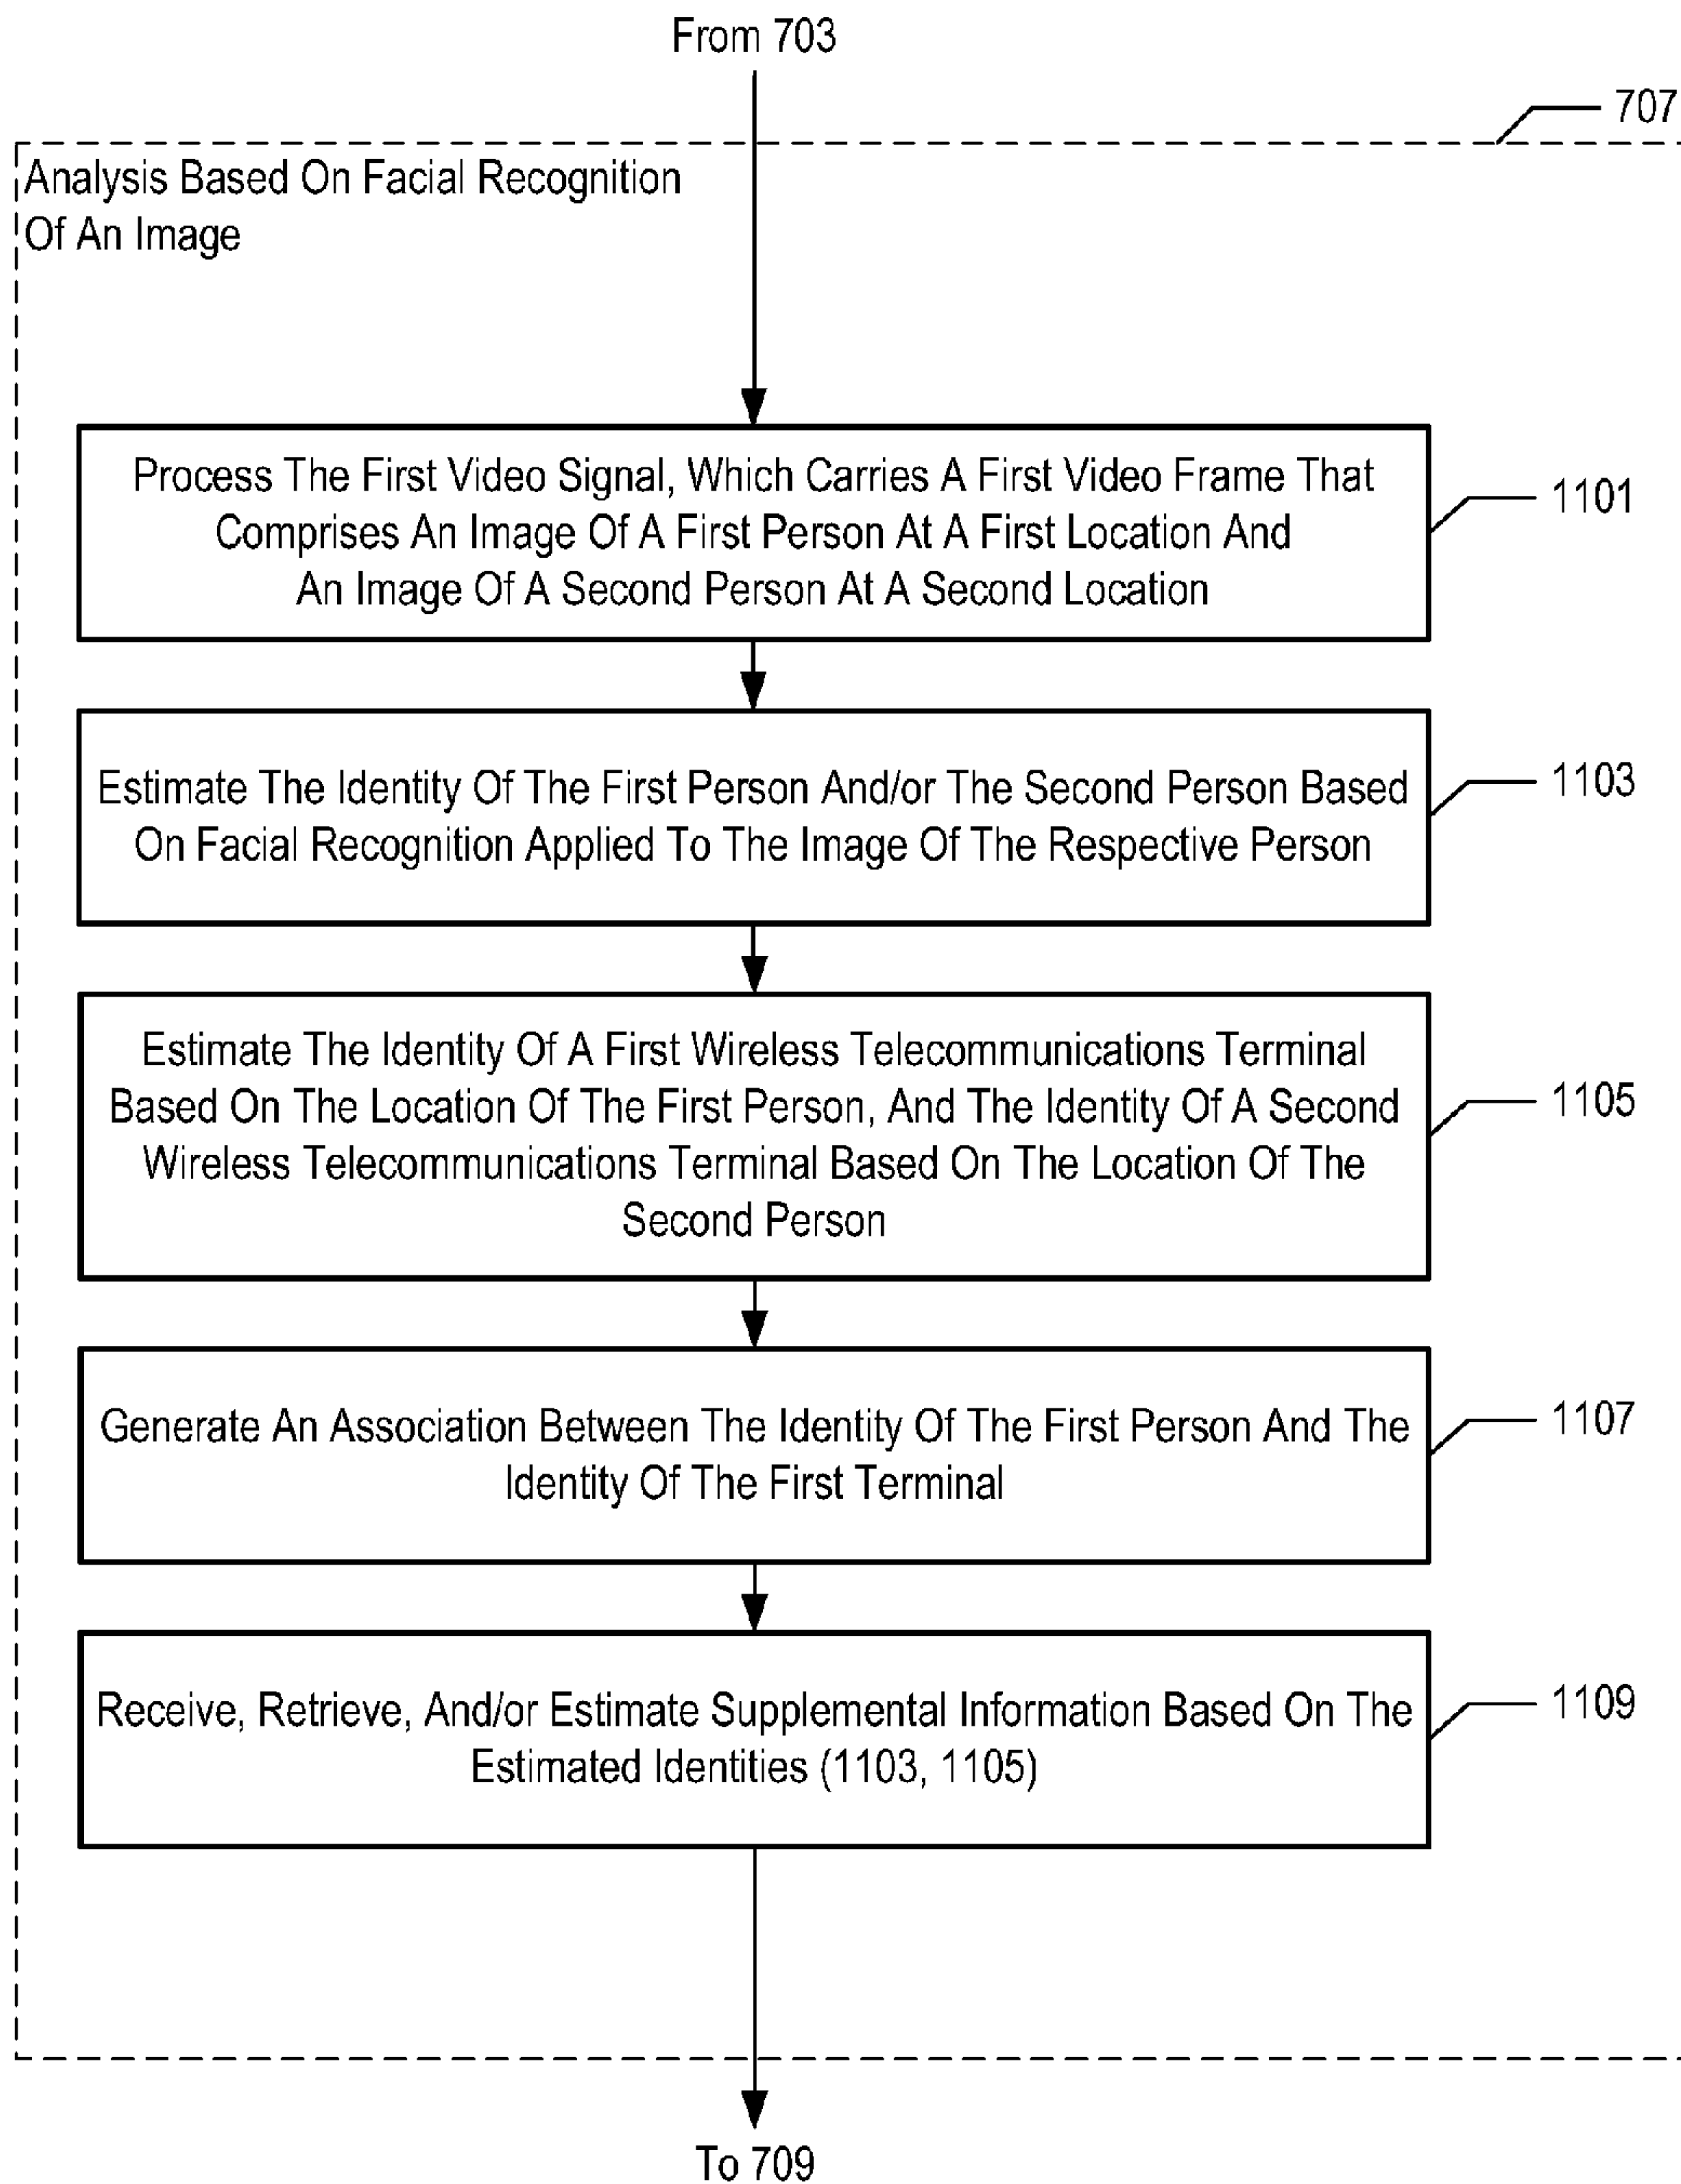 From 703
707
Analysis Based On Facial Recognition
Of An Image
Process The First Video Signal, Which Carries A First Video Frame That
Comprises An Image Of A First Person At A First Location And
An Image Of A Second Person At A Second Location
1101
Estimate The Identity Of The First Person And/or The Second Person Based
On Facial Recognition Applied To The Image Of The Respective Person
1103
Estimate The Identity Of A First Wireless Telecommunications Terminal
Based On The Location Of The First Person, And The Identity Of A Second
Wireless Telecommunications Terminal Based On The Location Of The
Second Person
1105
Generate An Association Between The Identity Of The First Person And The
Identity Of The First Terminal
1107
Receive, Retrieve, And/or Estimate Supplemental Information Based On The
Estimated Identities (1103, 1105)
1109
To 709